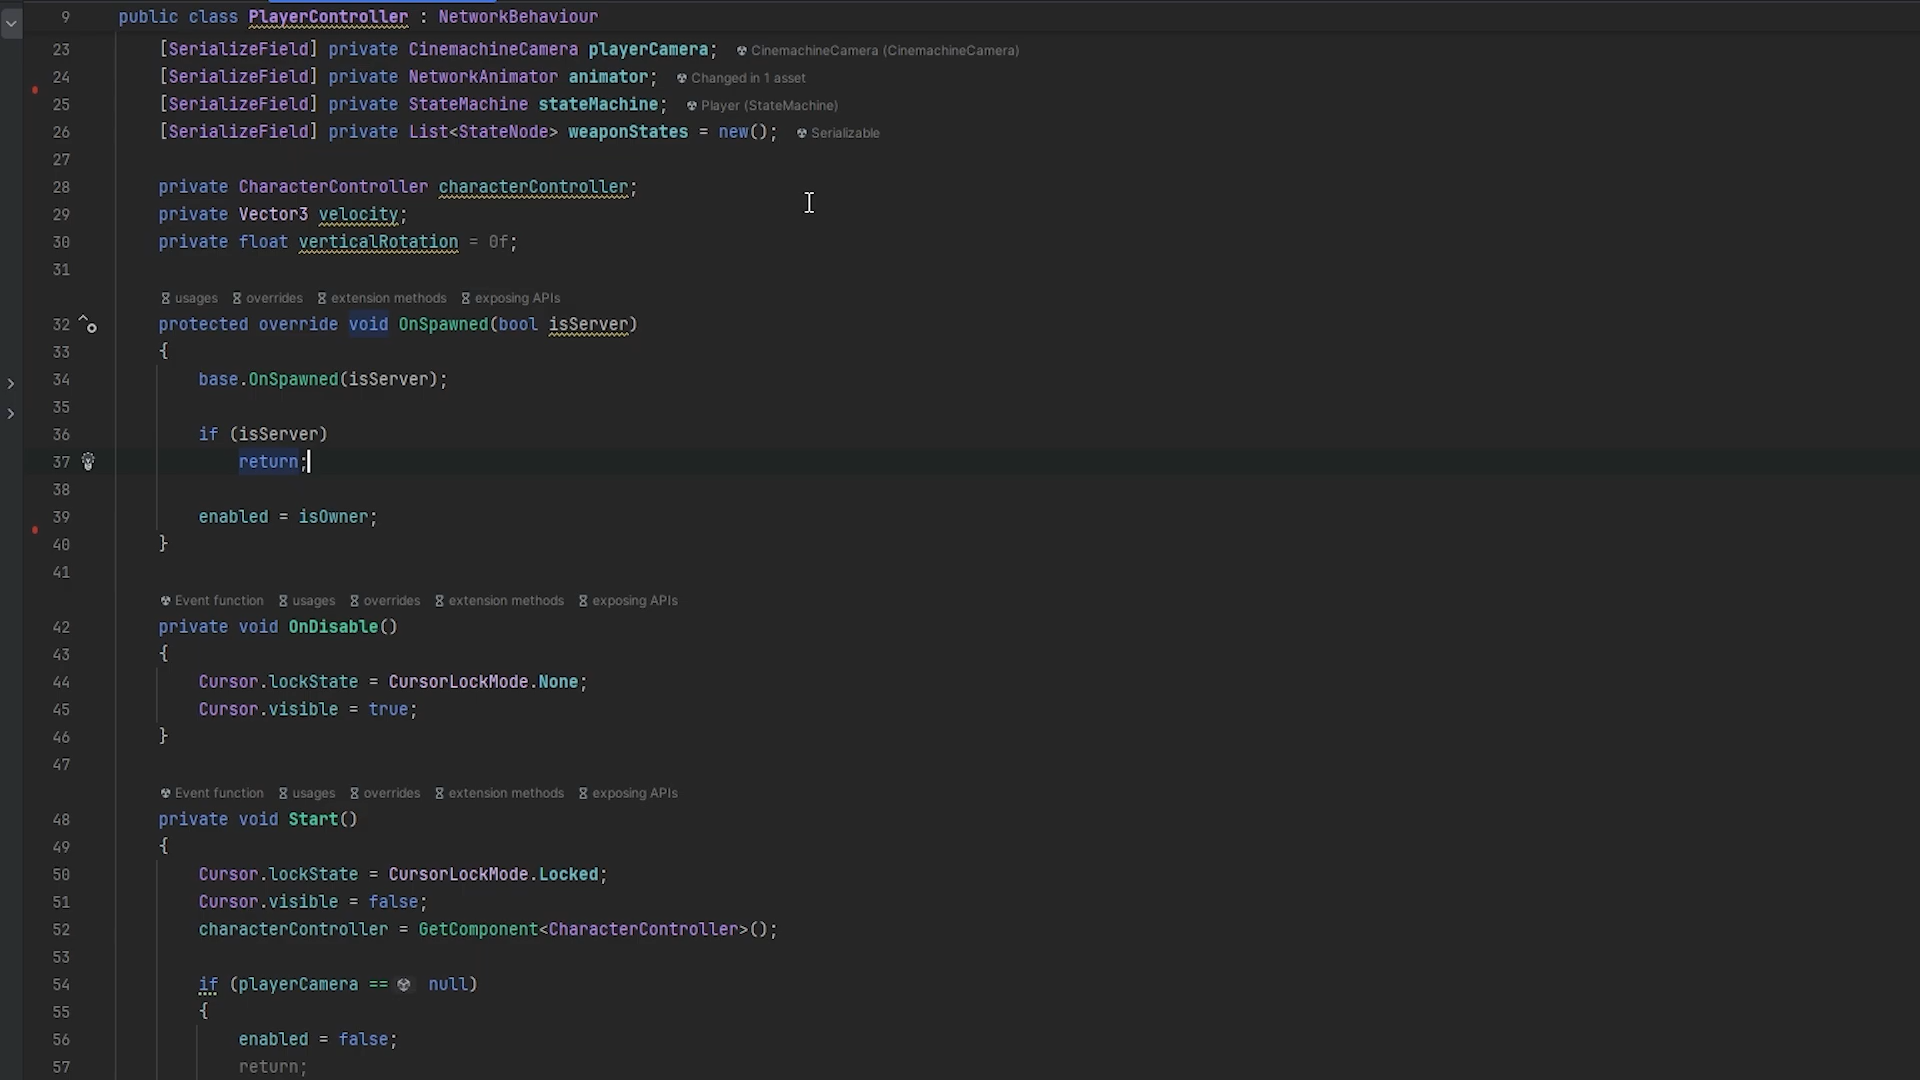 9 public class PlayerController : NetworkBehaviour
23 [SerializeField] private CinemachineCamera playerCamera; CinemachineCamera (CinemachineCamera)
24 [SerializeField] private NetworkAnimator animator; Changed in 1 asset
25 [SerializeField] private StateMachine stateMachine; Player (StateMachine)
26 [SerializeField] private List<StateNode> weaponStates = new(); Serializable
27
28 private CharacterController characterController;
29 private Vector3 velocity;
30 private float verticalRotation = 0f;
31
usages overrides extension methods exposing APIs
32 protected override void OnSpawned(bool isServer)
33 {
34 base.OnSpawned(isServer);
35
36 if (isServer)
37 return;
38
39 enabled = isOwner;
40 }
41
Event function usages overrides extension methods exposing APIs
42 private void OnDisable()
43 {
44 Cursor.lockState = CursorLockMode.None;
45 Cursor.visible = true;
46 }
47
Event function usages overrides extension methods exposing APIs
48 private void Start()
49 {
50 Cursor.lockState = CursorLockMode.Locked;
51 Cursor.visible = false;
52 characterController = GetComponent<CharacterController>();
53
54 if (playerCamera == null)
55 {
56 enabled = false;
57 return;